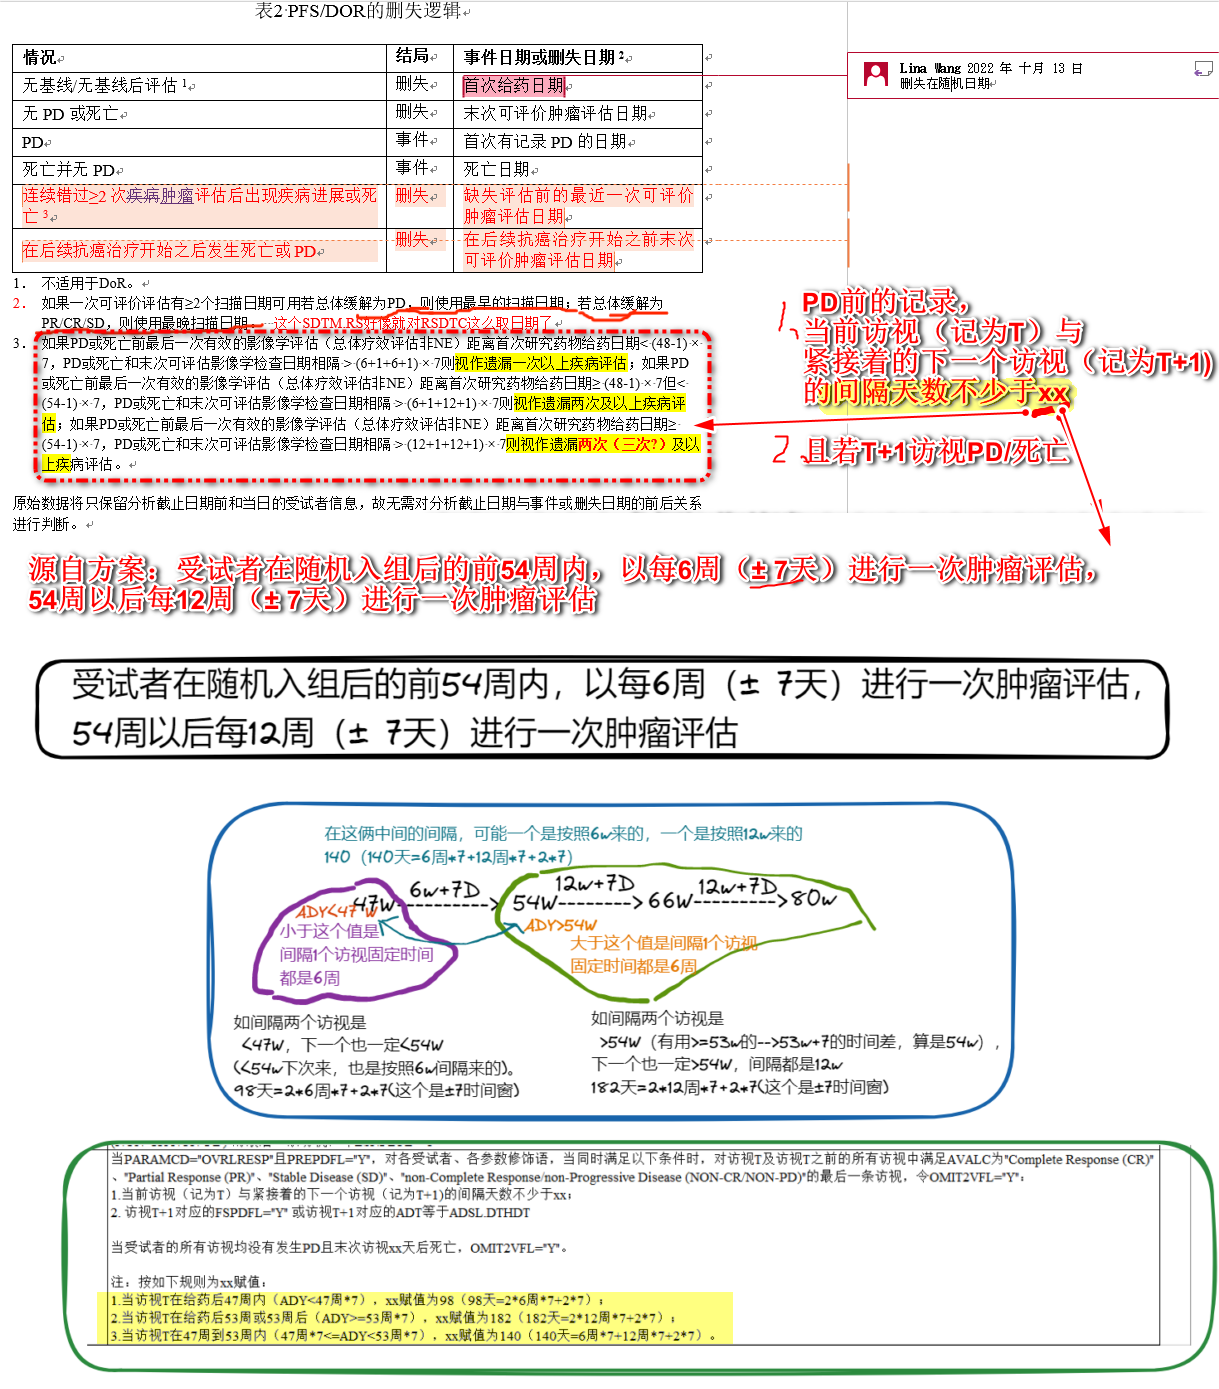 表2·PFS/DOR的删失逻辑
情况 结局 事件日期或删失日期 2
无基线/无基线后评估 1 删失 首次给药日期
无 PD 或死亡 删失 末次可评价肿瘤评估日期
PD 事件 首次有记录 PD 的日期
死亡并无 PD 事件 死亡日期
连续错过≥2 次疾病肿瘤评估后出现疾病进展或死 删失 缺失评估前的最近一次可评价
亡 3 肿瘤评估日期
在后续抗癌治疗开始之后发生死亡或 PD 删失 在后续抗癌治疗开始之前末次
可评价肿瘤评估日期
Lina Wang 2022 年 十月 13 日
删失在随机日期
1. 不适用于DoR。
2. 如果一次可评价评估有≥2个扫描日期可用若总体缓解为PD，则使用最早的扫描日期；若总体缓解为
PR/CR/SD，则使用最晚扫描日期。 这个SDTM.RS好像就对RSDTC这么取日期了
3. 如果PD或死亡前最后一次有效的影像学评估（总体疗效评估非NE）距离首次研究药物给药日期<·(48-1)·×·
7，PD或死亡和末次可评估影像学检查日期相隔·>·(6+1+6+1)·×·7则视作遗漏一次以上疾病评估；如果PD
或死亡前最后一次有效的影像学评估（总体疗效评估非NE）距离首次研究药物给药日期≥·(48-1)·×·7但<·
(54-1)·×·7，PD或死亡和末次可评估影像学检查日期相隔·>·(6+1+12+1)·×·7则视作遗漏两次及以上疾病评
估；如果PD或死亡前最后一次有效的影像学评估（总体疗效评估非NE）距离首次研究药物给药日期≥·
(54-1)·×·7，PD或死亡和末次可评估影像学检查日期相隔·>·(12+1+12+1)·×·7则视作遗漏两次（三次?）及以
上疾病评估。
原始数据将只保留分析截止日期前和当日的受试者信息，故无需对分析截止日期与事件或删失日期的前后关系
进行判断。
1、PD前的记录，
当前访视（记为T）与
紧接着的下一个访视（记为T+1)
的间隔天数不少于xx
2、且若T+1访视PD/死亡
源自方案：受试者在随机入组后的前54周内，以每6周（± 7天）进行一次肿瘤评估，
54周以后每12周（± 7天）进行一次肿瘤评估
受试者在随机入组后的前54周内，以每6周（± 7天）进行一次肿瘤评估，
54周以后每12周（± 7天）进行一次肿瘤评估
在这俩中间的间隔，可能一个是按照6w来的，一个是按照12w来的
140（140天=6周*7+12周*7+2*7）
47W-----------> 54W--------> 66W---------->80w
6w+7D 12w+7D 12w+7D
ADY<47 W
小于这个值是
间隔1个访视固定时间
都是6周
ADY>54W
大于这个值是间隔1个访视
固定时间都是6周
如间隔两个访视是
<47W，下一个也一定<54W
(<54w下次来，也是按照6w间隔来的)。
98天=2*6周*7+2*7(这个是±7时间窗)
如间隔两个访视是
>54W（有用>=53w的-->53w+7的时间差，算是54w），
下一个也一定>54W，间隔都是12w
182天=2*12周*7+2*7(这个是±7时间窗)
当PARAMCD="OVRLRESP"且PREPDFL="Y"，对各受试者、各参数修饰语，当同时满足以下条件时，对访视T及访视T之前的所有访视中满足AVALC为"Complete Response (CR)"
、"Partial Response (PR)"、"Stable Disease (SD)"、"non-Complete Response/non-Progressive Disease (NON-CR/NON-PD)"的最后一条访视，令OMIT2VFL="Y"：
1.当前访视（记为T）与紧接着的下一个访视（记为T+1)的间隔天数不少于xx；
2. 访视T+1对应的FSPDFL="Y" 或访视T+1对应的ADT等于ADSL.DTHDT
当受试者的所有访视均没有发生PD且末次访视xx天后死亡，OMIT2VFL="Y"。
注：按如下规则为xx赋值：
1.当访视T在给药后47周内（ADY<47周*7），xx赋值为98（98天=2*6周*7+2*7）；
2.当访视T在给药后53周或53周后（ADY>=53周*7），xx赋值为182（182天=2*12周*7+2*7）；
3.当访视T在47周到53周内（47周*7<=ADY<53周*7），xx赋值为140（140天=6周*7+12周*7+2*7）。